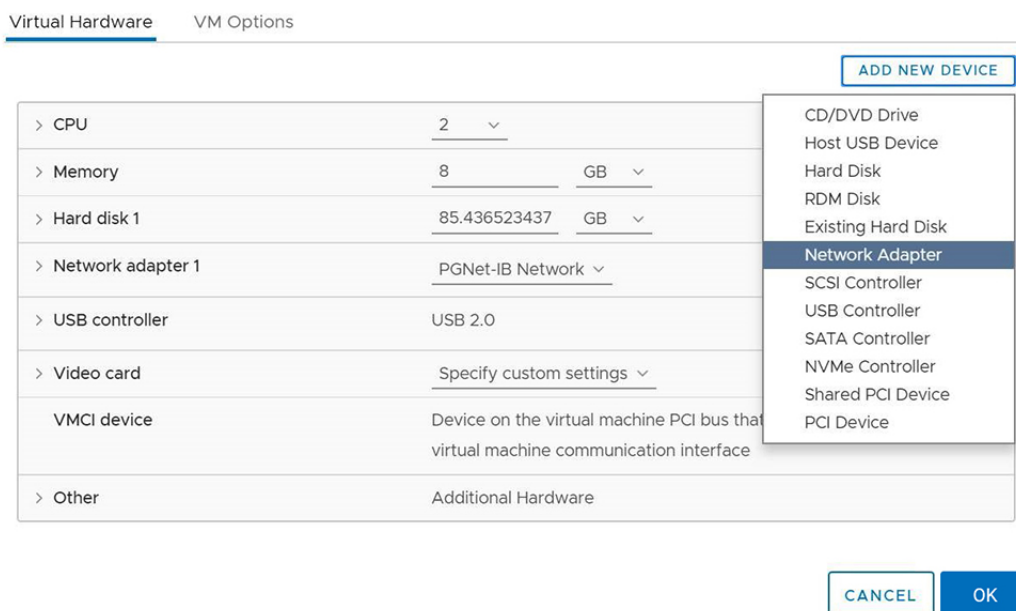 Virtual Hardware VM Options
ADD NEW DEVICE
CPU 2
Memory 8 GB
Hard disk 1 85.436523437 GB
Network adapter 1 PGNet-IB Network
USB controller USB 2.0
Video card Specify custom settings
VMCI device Device on the virtual machine PCI bus that
virtual machine communication interface
Other Additional Hardware
CD/DVD Drive
Host USB Device
Hard Disk
RDM Disk
Existing Hard Disk
Network Adapter
SCSI Controller
USB Controller
SATA Controller
NVMe Controller
Shared PCI Device
PCI Device
CANCEL OK